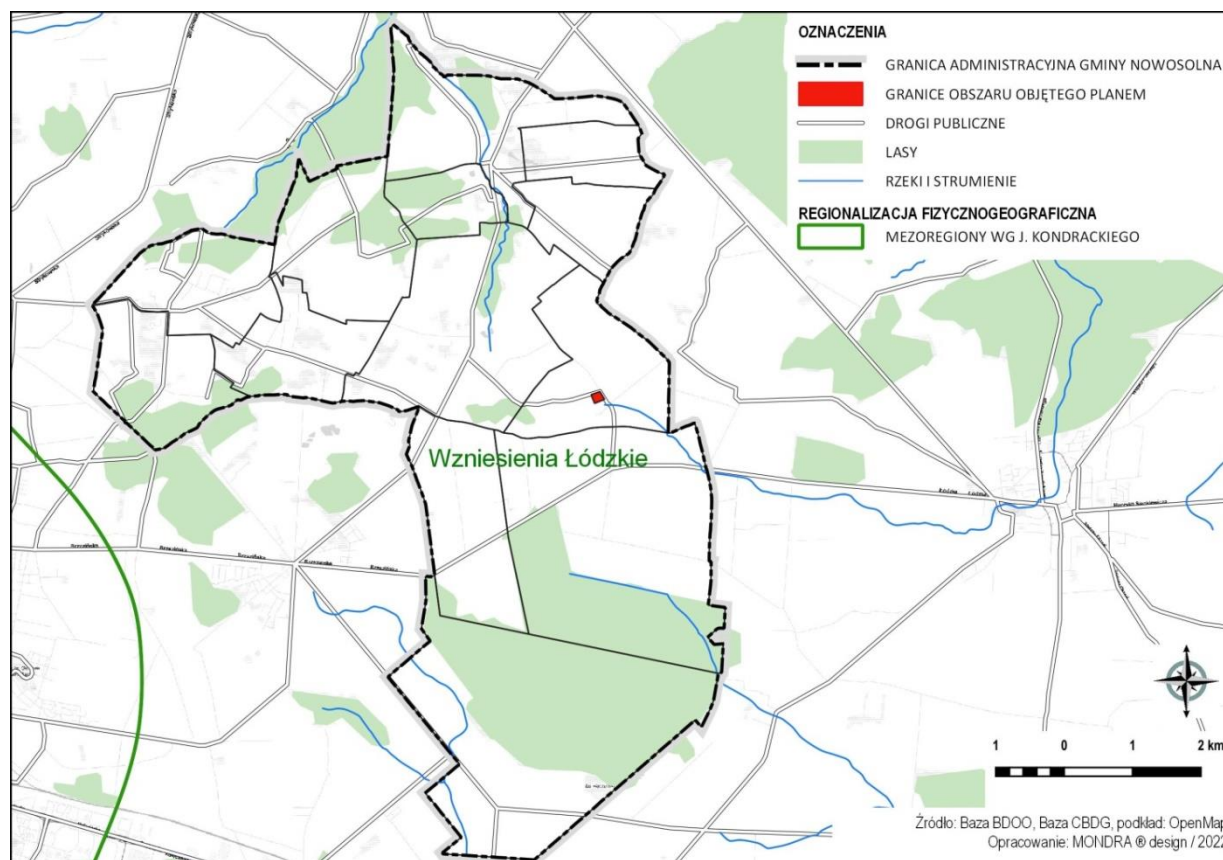 OZNACZENIA
GRANICA ADMINISTRACYJNA GMINY NOWOSOLNA
GRANICE OBSZARU OBJĘTEGO PLANEM
DROGI PUBLICZNE
LASY
RZEKI I STRUMIENIE
REGIONALIZACJA FIZYCZNOGEOGRAFICZNA
MEZOREGIONY WG J. KONDRACKIEGO
Wzniesienia Łódzkie
1 0 1 2 km
Źródło: Baza BDOO, Baza CBDG, podkład: OpenMap
Opracowanie: MONDRA ® design / 2022